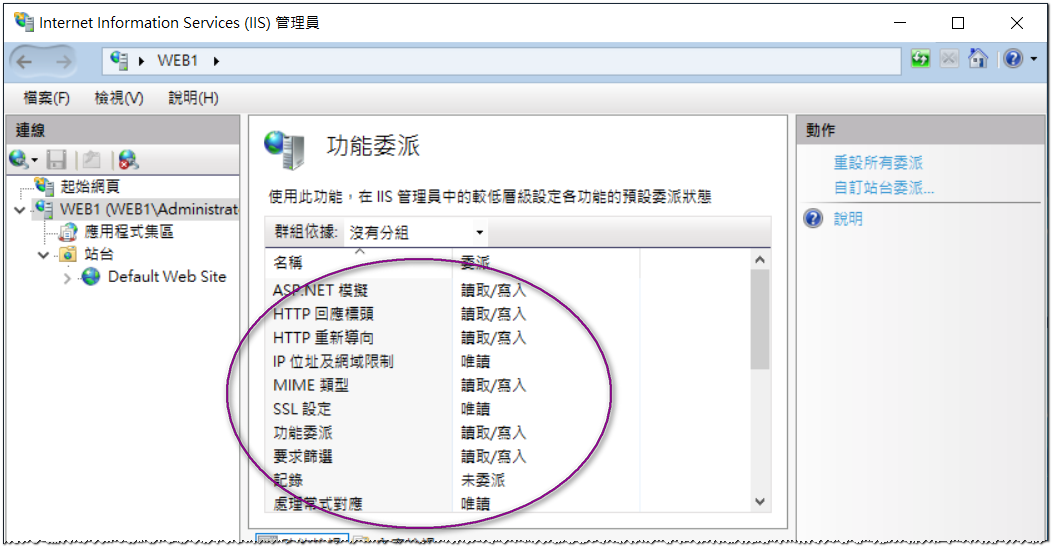 Internet Information Services (IIS) 管理員
WEB1
檔案(F) 檢視(V) 說明(H)
連線
起始網頁
WEB1 (WEB1\Administrat
應用程式集區
站台
Default Web Site
功能委派
使用此功能，在 IIS 管理員中的較低層級設定各功能的預設委派狀態
群組依據: 沒有分組
名稱 委派
ASP.NET 模擬 讀取/寫入
HTTP 回應標頭 讀取/寫入
HTTP 重新導向 讀取/寫入
IP 位址及網域限制 唯讀
MIME 類型 讀取/寫入
SSL 設定 唯讀
功能委派 讀取/寫入
要求篩選 讀取/寫入
記錄 未委派
處理常式對應 唯讀
動作
重設所有委派
自訂站台委派...
說明